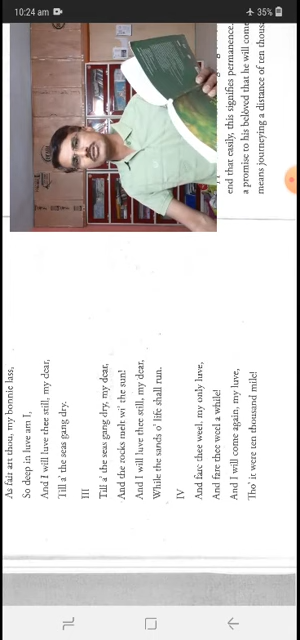 10:24 am
35%
end that easily, this signifies permanence.
a promise to his beloved that he will come
means journeying a distance of ten thous
As fair art thou, my bonnie lass,
So deep in luve am I,
And I will luve thee still, my dear,
Till a' the seas gang dry.
III
Till a' the seas gang dry, my dear,
And the rocks melt wi' the sun!
And I will luve thee still, my dear,
While the sands o' life shall run.
IV
And fare thee weel, my only luve,
And fare thee weel a while!
And I will come again, my luve,
Tho' it were ten thousand mile!